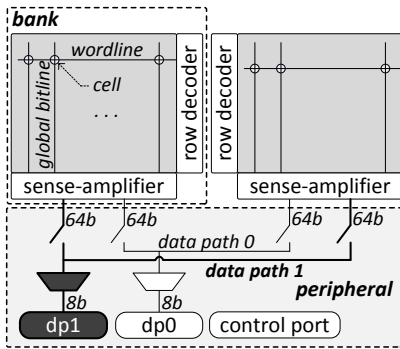 bank
wordline
cell
. . .
global bitline
row decoder
row decoder
sense-amplifier
sense-amplifier
64b
64b
64b
64b
data path 0
data path 1
peripheral
8b
8b
dp1
dp0
control port